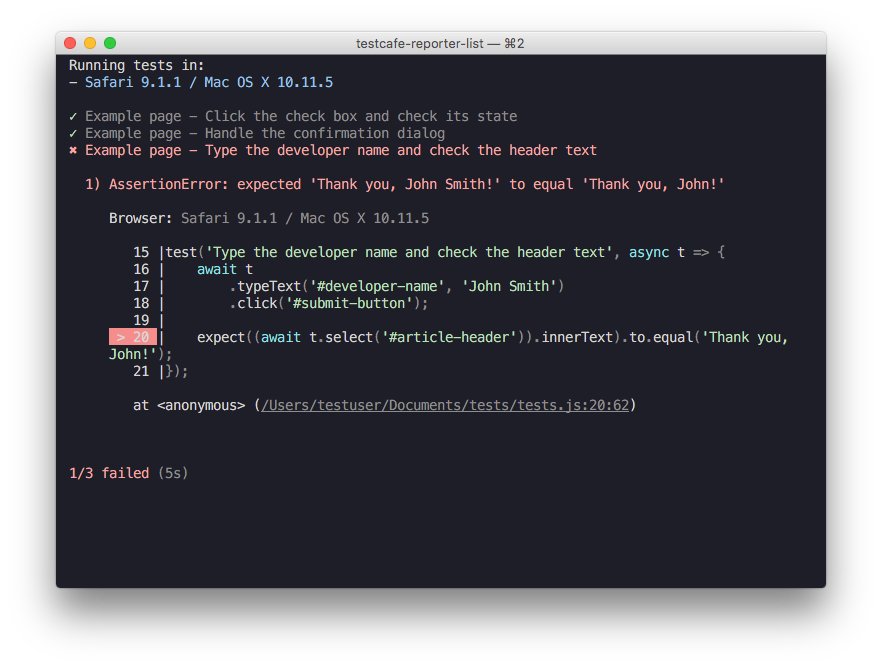 testcafe-reporter-list — ⌘2
Running tests in:
- Safari 9.1.1 / Mac OS X 10.11.5
✓ Example page - Click the check box and check its state
✓ Example page - Handle the confirmation dialog
✖ Example page - Type the developer name and check the header text
1) AssertionError: expected 'Thank you, John Smith!' to equal 'Thank you, John!'
Browser: Safari 9.1.1 / Mac OS X 10.11.5
15 |test('Type the developer name and check the header text', async t => {
16 |    await t
17 |        .typeText('#developer-name', 'John Smith')
18 |        .click('#submit-button');
19 |
> 20 |    expect((await t.select('#article-header')).innerText).to.equal('Thank you,
John!');
21 |});
at <anonymous> (/Users/testuser/Documents/tests/tests.js:20:62)
1/3 failed (5s)